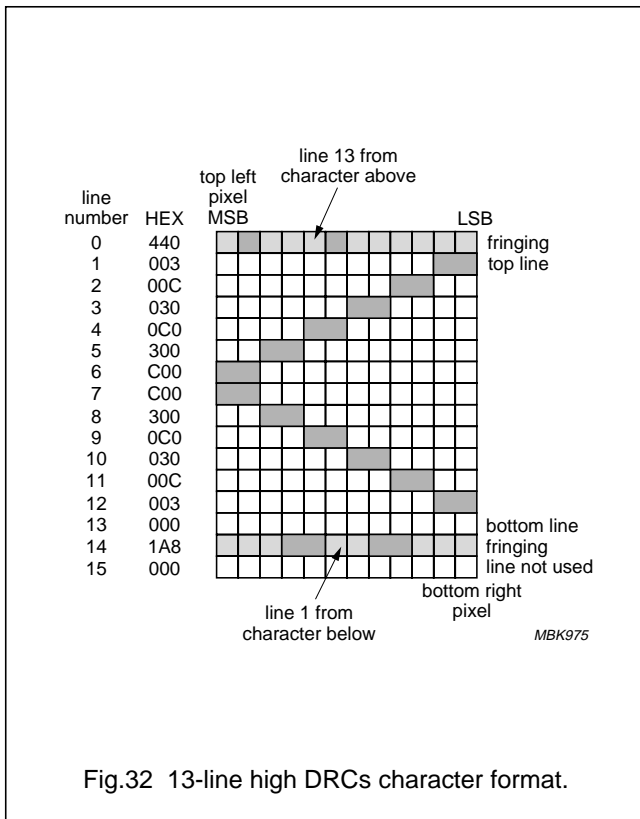 line 13 from
character above
top left
pixel
MSB
line
number HEX LSB
0 440 fringing
1 003 top line
2 00C
3 030
4 0C0
5 300
6 C00
7 C00
8 300
9 0C0
10 030
11 00C
12 003
13 000 bottom line
14 1A8 fringing
15 000 line not used
line 1 from
character below
bottom right
pixel
MBK975
Fig.32 13-line high DRCs character format.